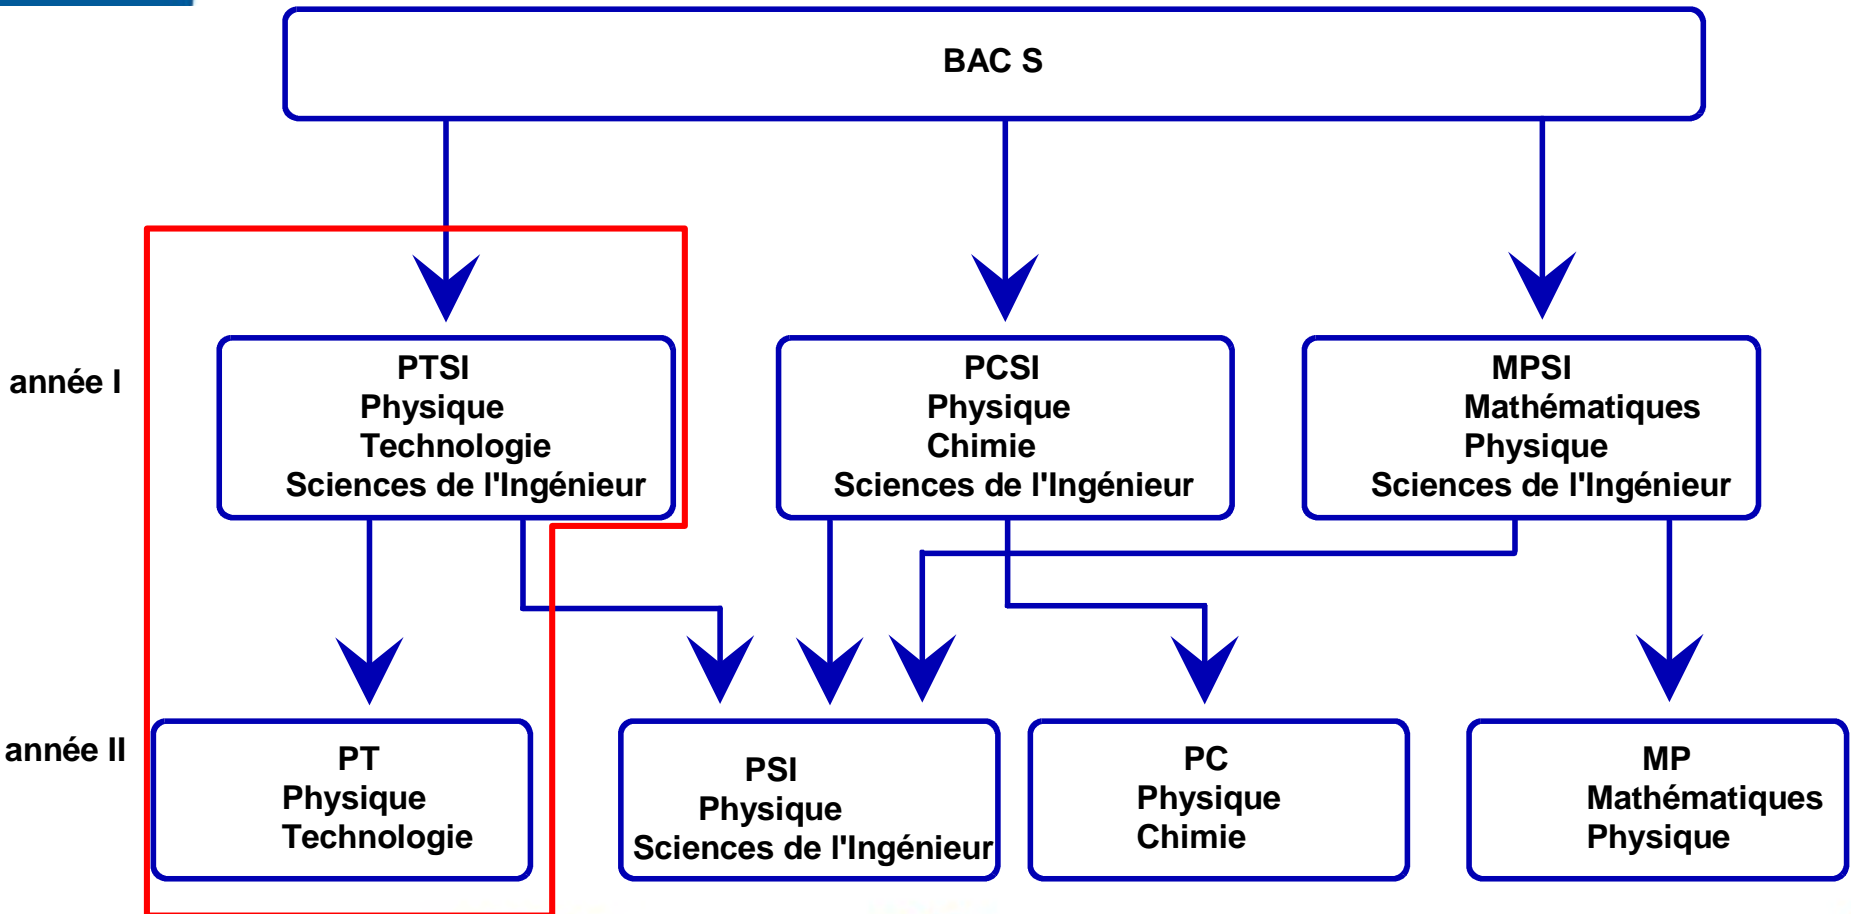 BAC S
année I
PTSI
Physique
Technologie
Sciences de l'Ingénieur
PCSI
Physique
Chimie
Sciences de l'Ingénieur
MPSI
Mathématiques
Physique
Sciences de l'Ingénieur
année II
PT
Physique
Technologie
PSI
Physique
Sciences de l'Ingénieur
PC
Physique
Chimie
MP
Mathématiques
Physique